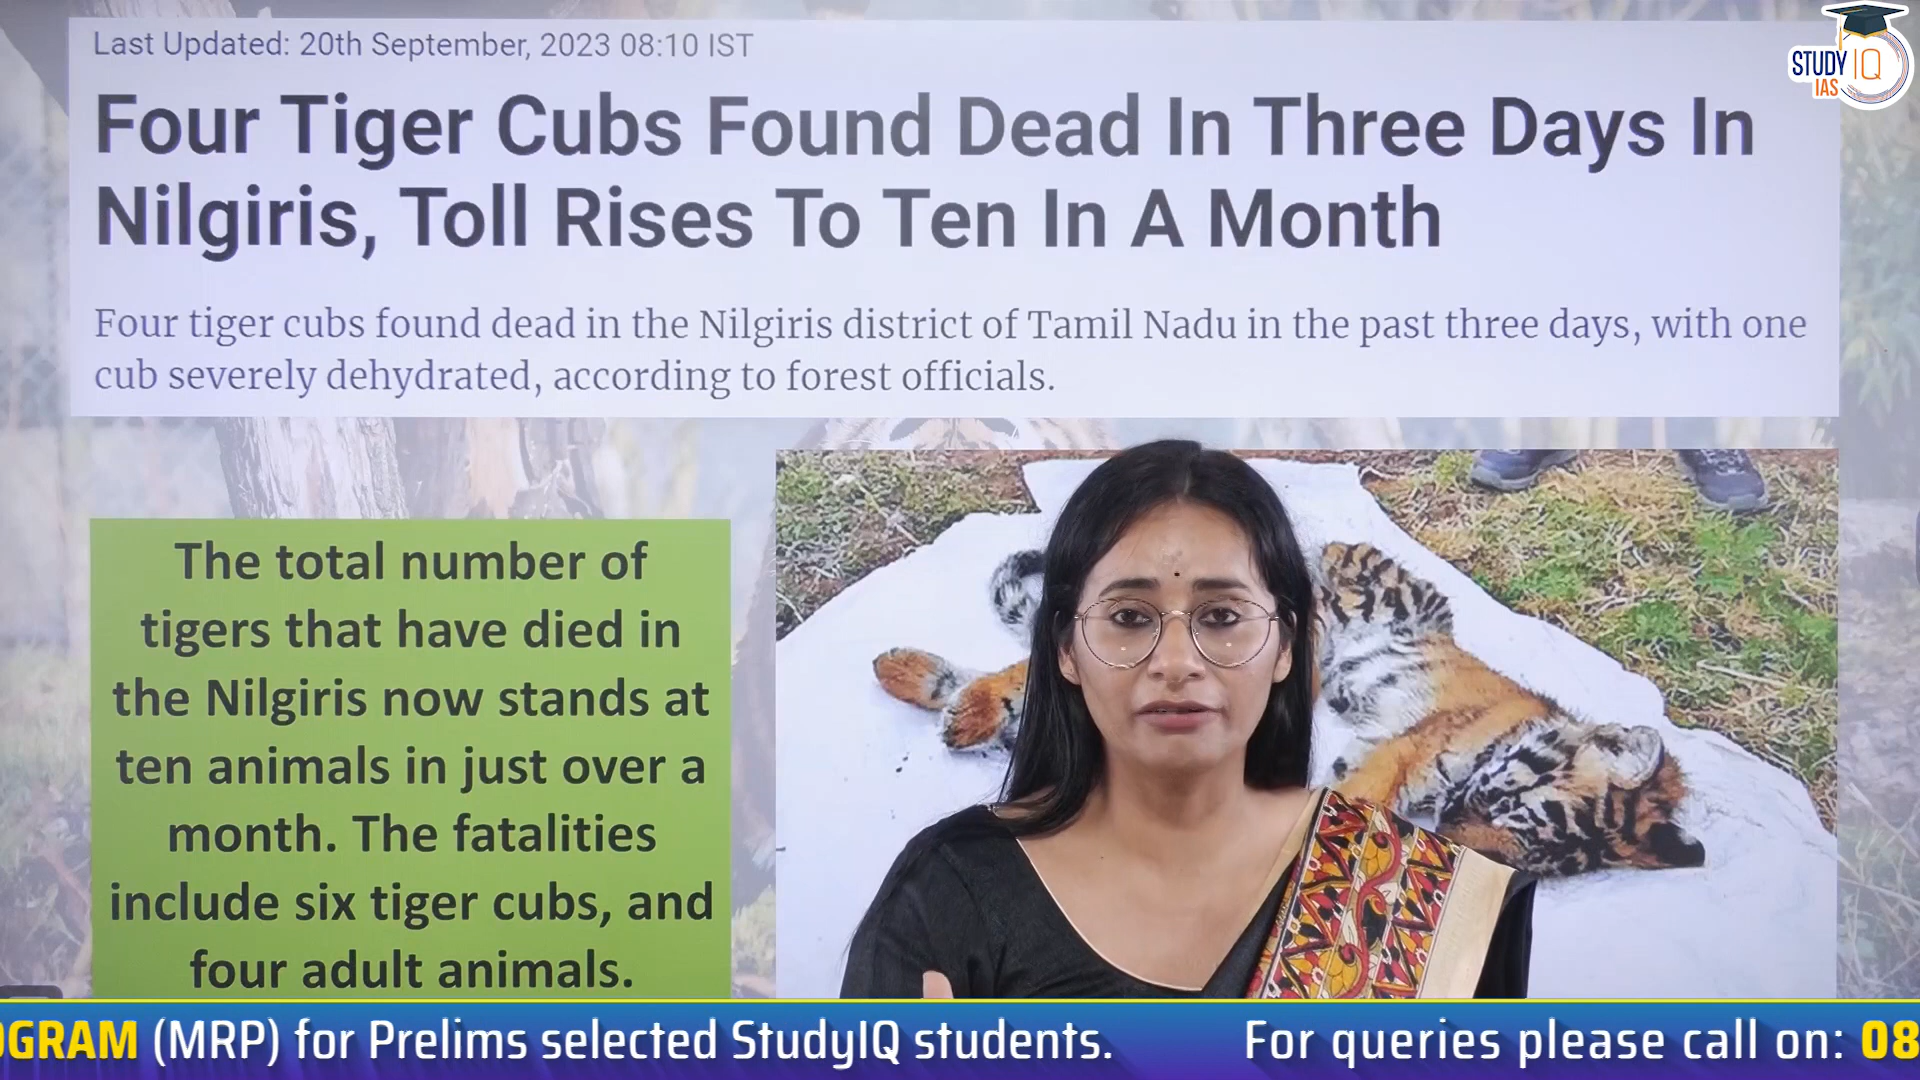 Last Updated: 20th September, 2023 08:10 IST
STUDY IQ
IAS
Four Tiger Cubs Found Dead In Three Days In
Nilgiris, Toll Rises To Ten In A Month
Four tiger cubs found dead in the Nilgiris district of Tamil Nadu in the past three days, with one
cub severely dehydrated, according to forest officials.
The total number of
tigers that have died in
the Nilgiris now stands at
ten animals in just over a
month. The fatalities
include six tiger cubs, and
four adult animals.
OGRAM (MRP) for Prelims selected StudyIQ students. For queries please call on: 08